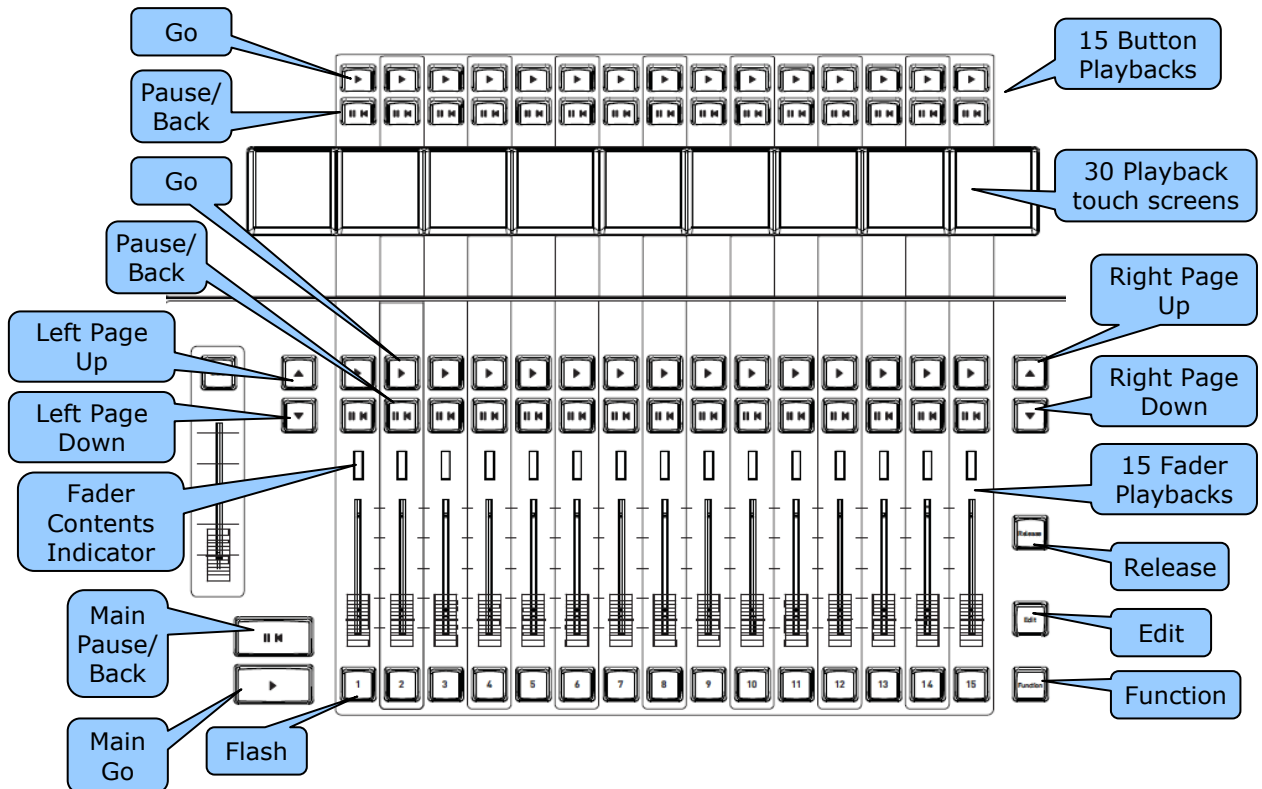 Go
15 Button
Playbacks
Pause/
Back
Go
30 Playback
touch screens
Pause/
Back
Right Page
Up
Left Page
Up
Right Page
Down
Left Page
Down
15 Fader
Playbacks
Fader
Contents
Indicator
Release
Release
Main
Pause/
Back
Edit
Edit
1 2 3 4 5 6 7 8 9 10 11 12 13 14 15
Function
Function
Main
Go
Flash